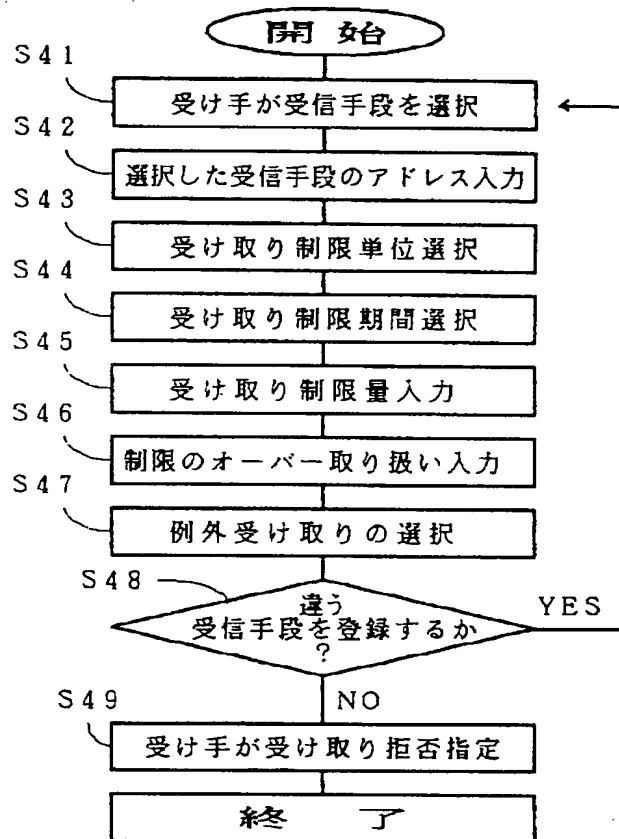 開始
S41
受け手が受信手段を選択
S42
選択した受信手段のアドレス入力
S43
受け取り制限単位選択
S44
受け取り制限期間選択
S45
受け取り制限量入力
S46
制限のオーバー取り扱い入力
S47
例外受け取りの選択
S48
違う
受信手段を登録するか
?
YES
NO
S49
受け手が受け取り拒否指定
終了